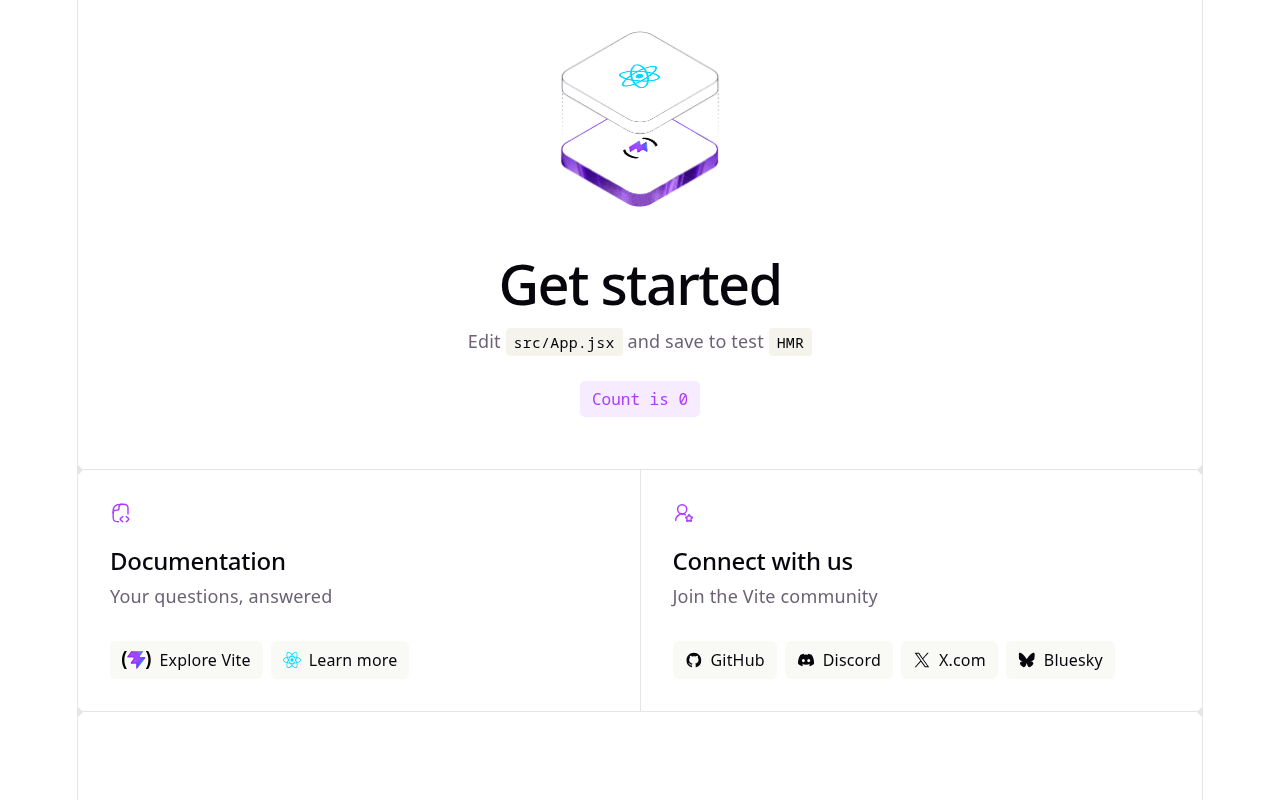 Get started
Edit src/App.jsx and save to test HMR
Count is 0
Documentation
Your questions, answered
Explore Vite
Learn more
Connect with us
Join the Vite community
GitHub
Discord
X.com
Bluesky